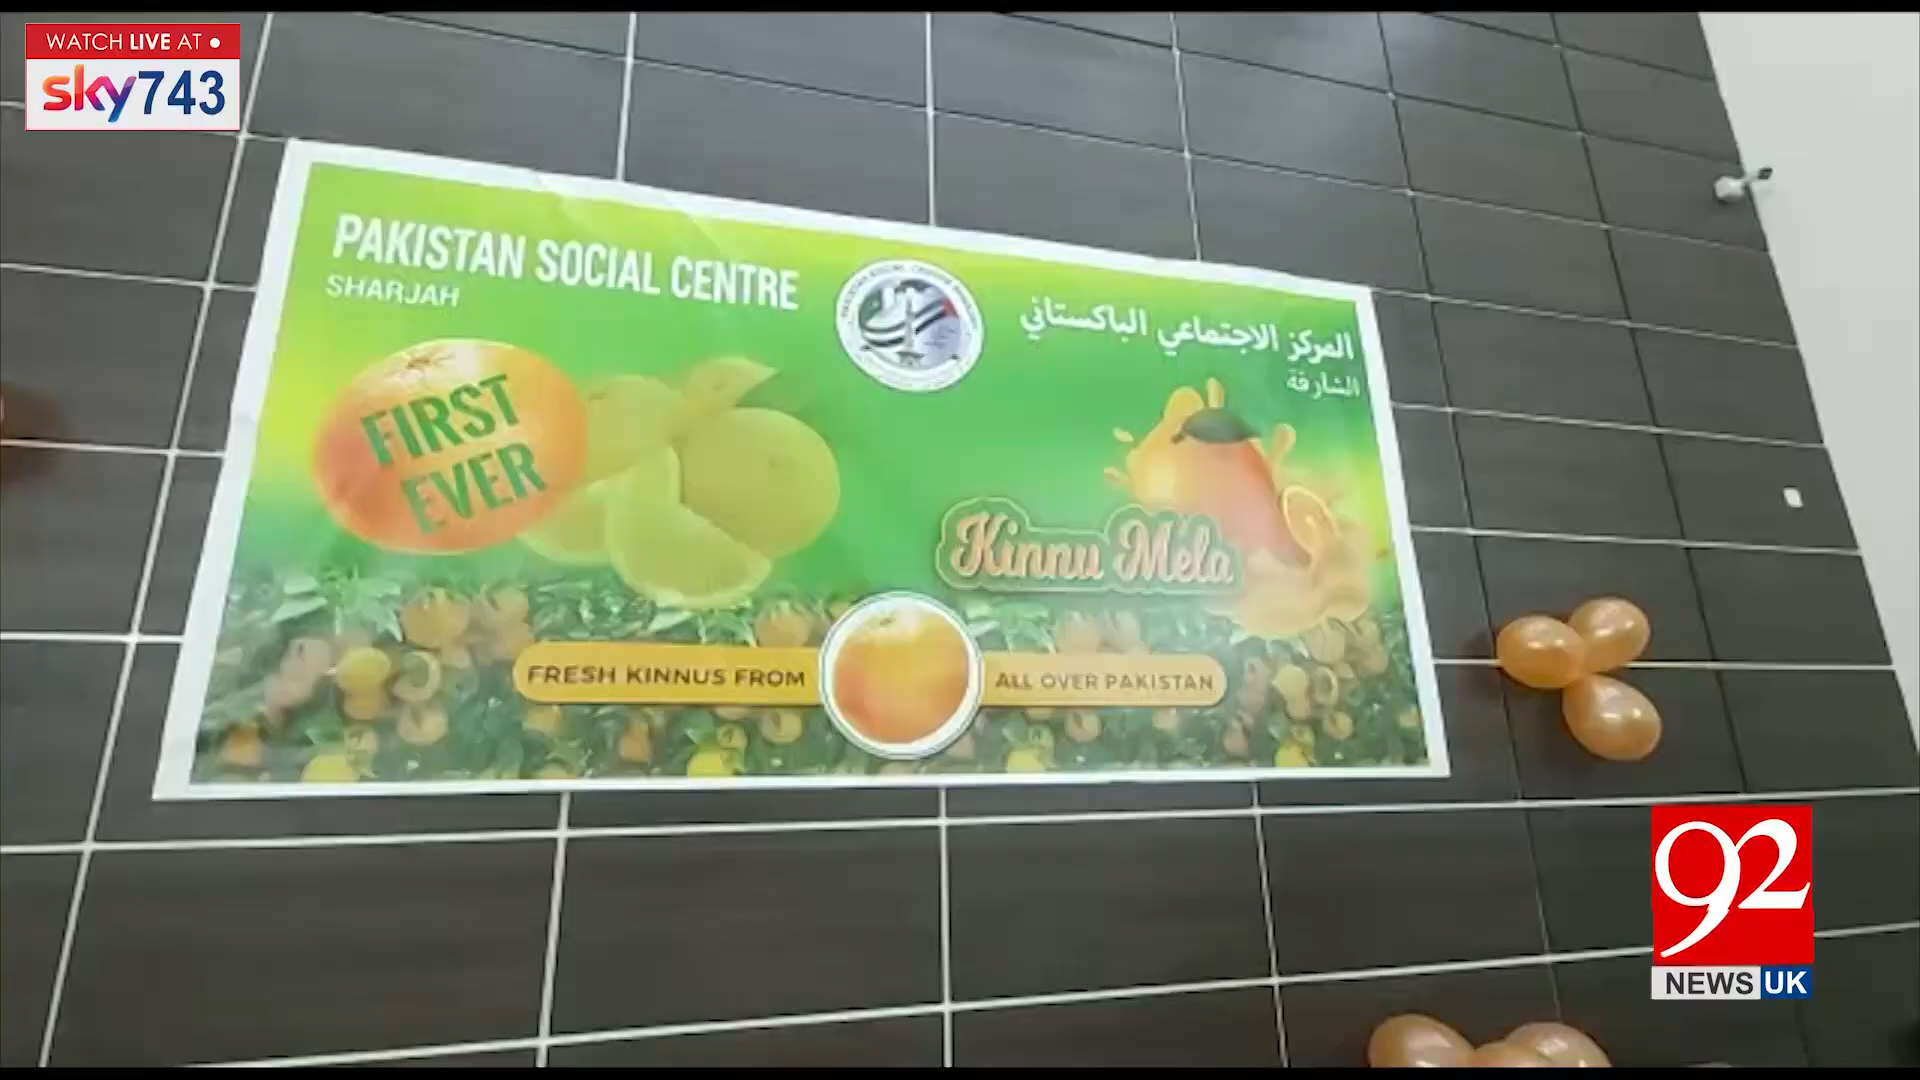 WATCH LIVE AT
sky743
PAKISTAN SOCIAL CENTRE
SHARJAH
المركز الاجتماعي الباكستاني
الشارقة
FIRST
EVER
Kinnu Mela
FRESH KINNUS FROM
ALL OVER PAKISTAN
92
NEWS UK